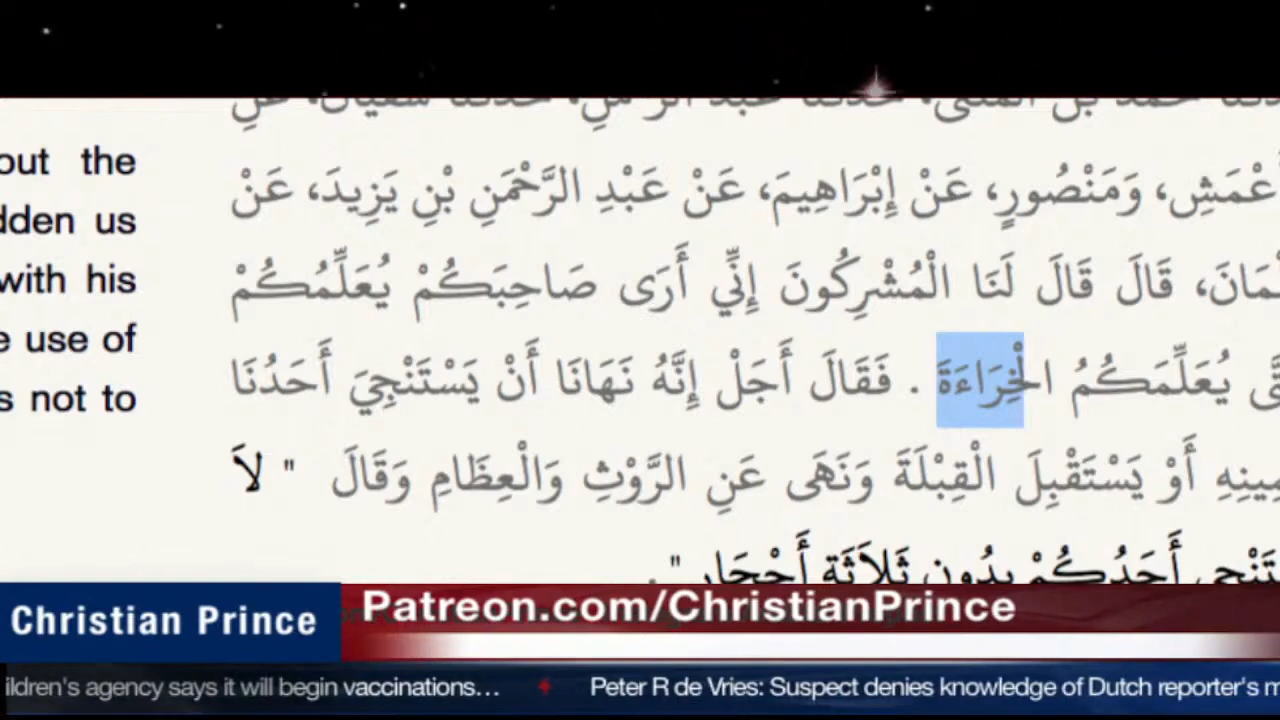 out the
عْمَشِ، وَمَنْصُورٍ، عَنْ إِبْرَاهِيمَ، عَنْ عَبْدِ الرَّحْمَنِ بْنِ يَزِيدَ، عَنْ
dden us
with his
مَانَ، قَالَ قَالَ لَنَا الْمُشْرِكُونَ إِنِّي أَرَى صَاحِبَكُمْ يُعَلِّمُكُمْ
e use of
يُعَلِّمَكُمُ الْخِرَاءَةَ . فَقَالَ أَجَلْ إِنَّهُ نَهَانَا أَنْ يَسْتَنْجِيَ أَحَدُنَا
s not to
مِينِهِ أَوْ يَسْتَقْبِلَ الْقِبْلَةَ وَنَهَى عَنِ الرَّوْثِ وَالْعِظَامِ وَقَالَ " لاَ
تَنْجِي أَحَدُكُمْ بِدُونِ ثَلاَثَةِ أَحْجَارٍ " .
Christian Prince
Patreon.com/ChristianPrince
ildren's agency says it will begin vaccinations…
Peter R de Vries: Suspect denies knowledge of Dutch reporter's m